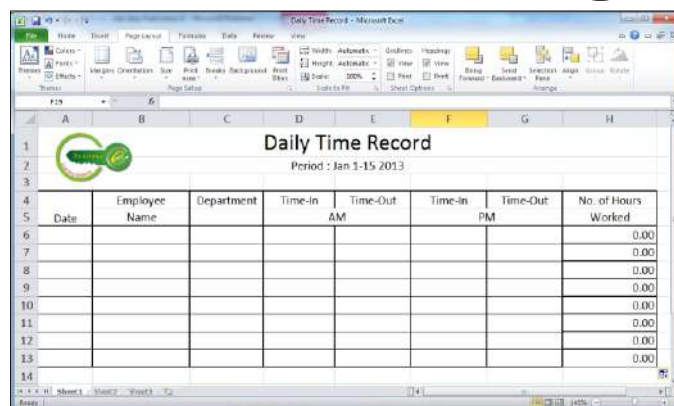 Daily Time Record - Microsoft Excel
File Home Insert Page Layout Formulas Data Review View
Colors Width: Automatic Gridlines Headings
Fonts Height: Automatic View View
Themes Effects Margins Orientation Size Print Area Breaks Background Print Titles Scale: 100% Print Print Bring Forward Send Backward Selection Pane Align Group Rotate
Themes Page Setup Scale to Fit Sheet Options Arrange
F19 fx
A B C D E F G H
1 Daily Time Record
2 Period : Jan 1-15 2013
3
4 Employee Department Time-In Time-Out Time-In Time-Out No. of Hours
5 Date Name AM PM Worked
6 0.00
7 0.00
8 0.00
9 0.00
10 0.00
11 0.00
12 0.00
13 0.00
14
Sheet1 Sheet2 Sheet3
Ready 145%